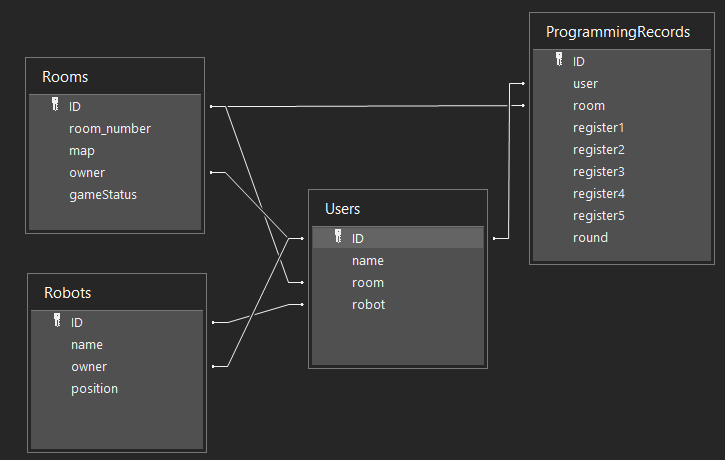 Rooms
ID
room_number
map
owner
gameStatus
Robots
ID
name
owner
position
Users
ID
name
room
robot
ProgrammingRecords
ID
user
room
register1
register2
register3
register4
register5
round